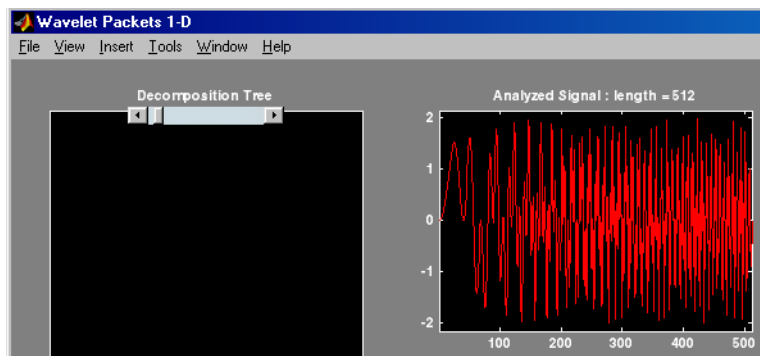 Wavelet Packets 1-D
File View Insert Tools Window Help
Decomposition Tree
Analyzed Signal : length = 512
2
1
0
-1
-2
100 200 300 400 500